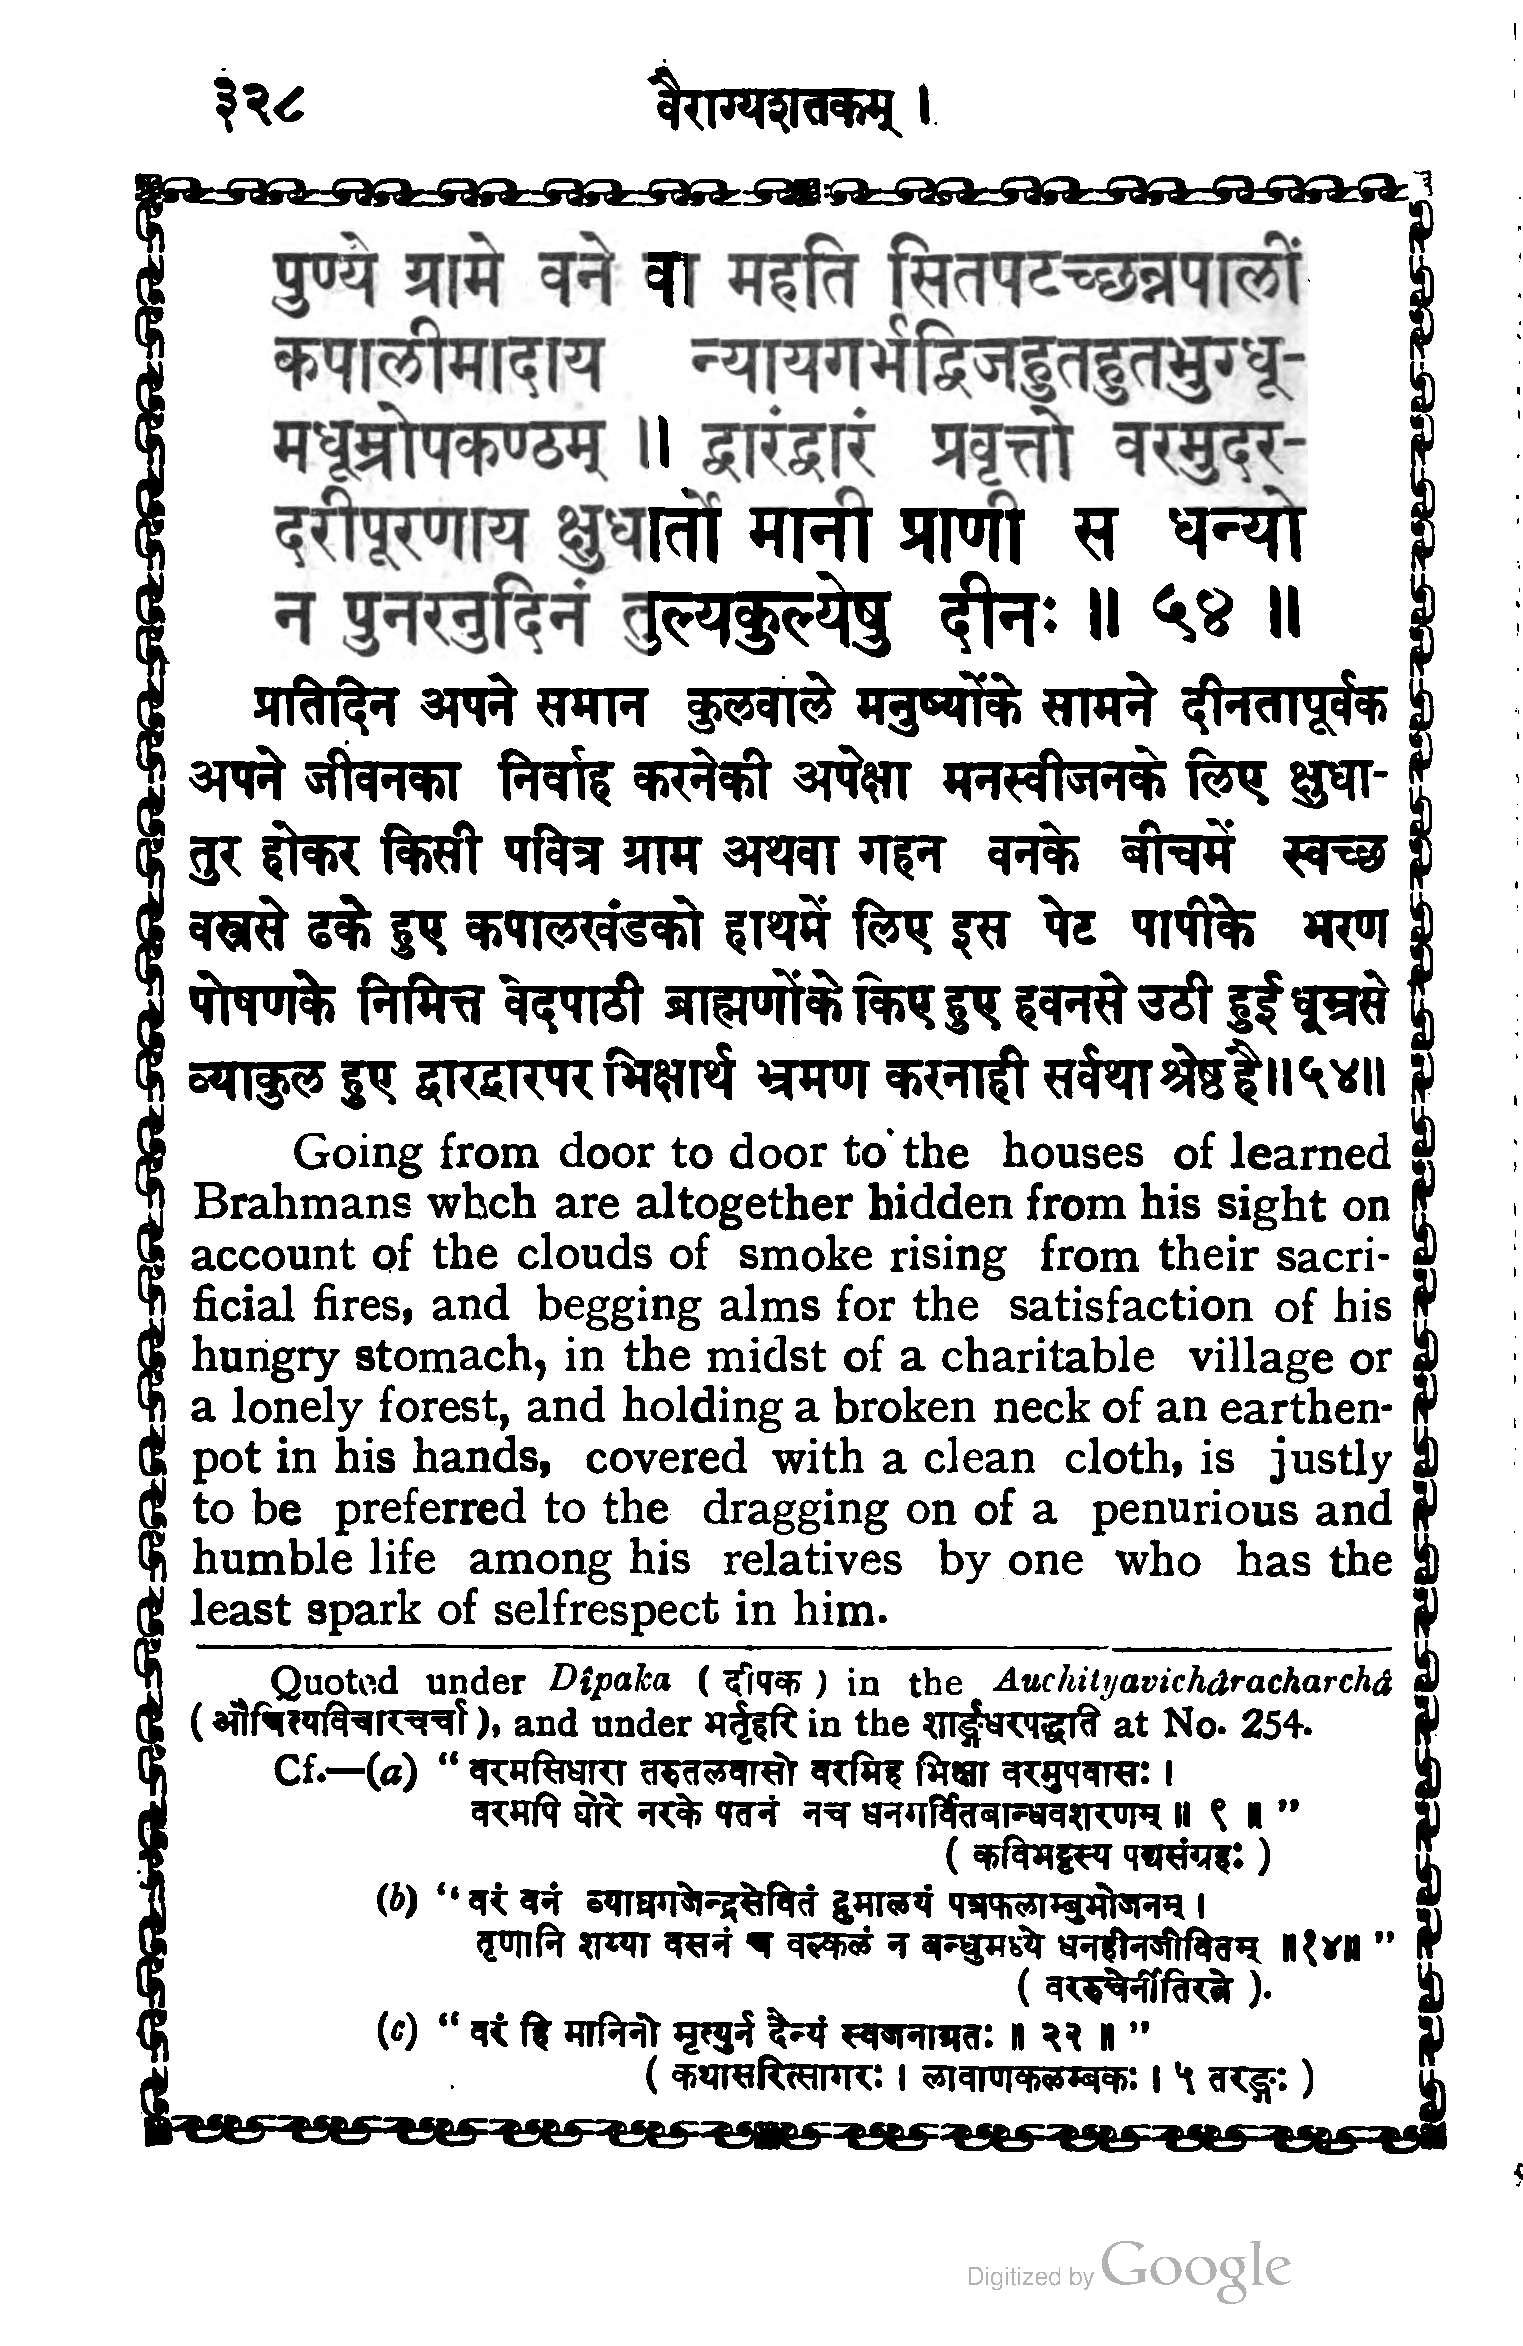 ३२८ वैराग्यशतकम् ।
पुण्ये ग्रामे वने वा महति सितपटच्छन्नपालीं
कपालीमादाय न्यायगर्भद्विजहुतहुतभुग्धू-
मधूम्रोपकण्ठम् ॥ द्वारंद्वारं प्रवृत्तो वरमुदर-
दरीपूरणाय क्षुधार्तो मानी प्राणी स धन्यो
न पुनरनुदिनं तुल्यकुल्येषु दीनः ॥ ५४ ॥
प्रतिदिन अपने समान कुलवाले मनुष्योंके सामने दीनतापूर्वक
अपने जीवनका निर्वाह करनेकी अपेक्षा मनस्वीजनके लिए क्षुधा-
तुर होकर किसी पवित्र ग्राम अथवा गहन वनके बीचमें स्वच्छ
वस्त्रसे ढके हुए कपालखंडको हाथमें लिए इस पेट पापीके भरण
पोषणके निमित्त वेदपाठी ब्राह्मणोंके किए हुए हवनसे उठी हुई धूम्रसे
व्याकुल हुए द्वारद्वारपर भिक्षार्थ भ्रमण करनाही सर्वथा श्रेष्ठ है॥५४॥
Going from door to door to the houses of learned
Brahmans whch are altogether hidden from his sight on
account of the clouds of smoke rising from their sacri-
ficial fires, and begging alms for the satisfaction of his
hungry stomach, in the midst of a charitable village or
a lonely forest, and holding a broken neck of an earthen-
pot in his hands, covered with a clean cloth, is justly
to be preferred to the dragging on of a penurious and
humble life among his relatives by one who has the
least spark of selfrespect in him.
Quoted under Dîpaka ( दीपक ) in the Auchityavichâracharchâ
( औचित्यविचारचर्चा ), and under भर्तृहरि in the शार्ङ्गधरपद्धति at No. 254.
Cf.—(a) “ वरमसिधारा तरुतलवासो वरमिह भिक्षा वरमुपवासः ।
वरमपि घोरे नरके पतनं नच धनगर्वितबान्धवशरणम् ॥ ९ ॥ ”
( कविभट्टस्य पद्यसंग्रहः )
(b) “ वरं वनं व्याघ्रगजेन्द्रसेवितं द्रुमालयं पत्रफलाम्बुभोजनम् ।
तृणानि शय्या वसनं च वल्कलं न बन्धुमध्ये धनहीनजीवितम् ॥१४॥ ”
( वररुचेर्नीतिरत्ने ).
(c) “ वरं हि मानिनो मृत्युर्न दैन्यं स्वजनाग्रतः ॥ २२ ॥ ”
( कथासरित्सागरः । लावाणकलम्बकः । ५ तरङ्गः )
Digitized by Google